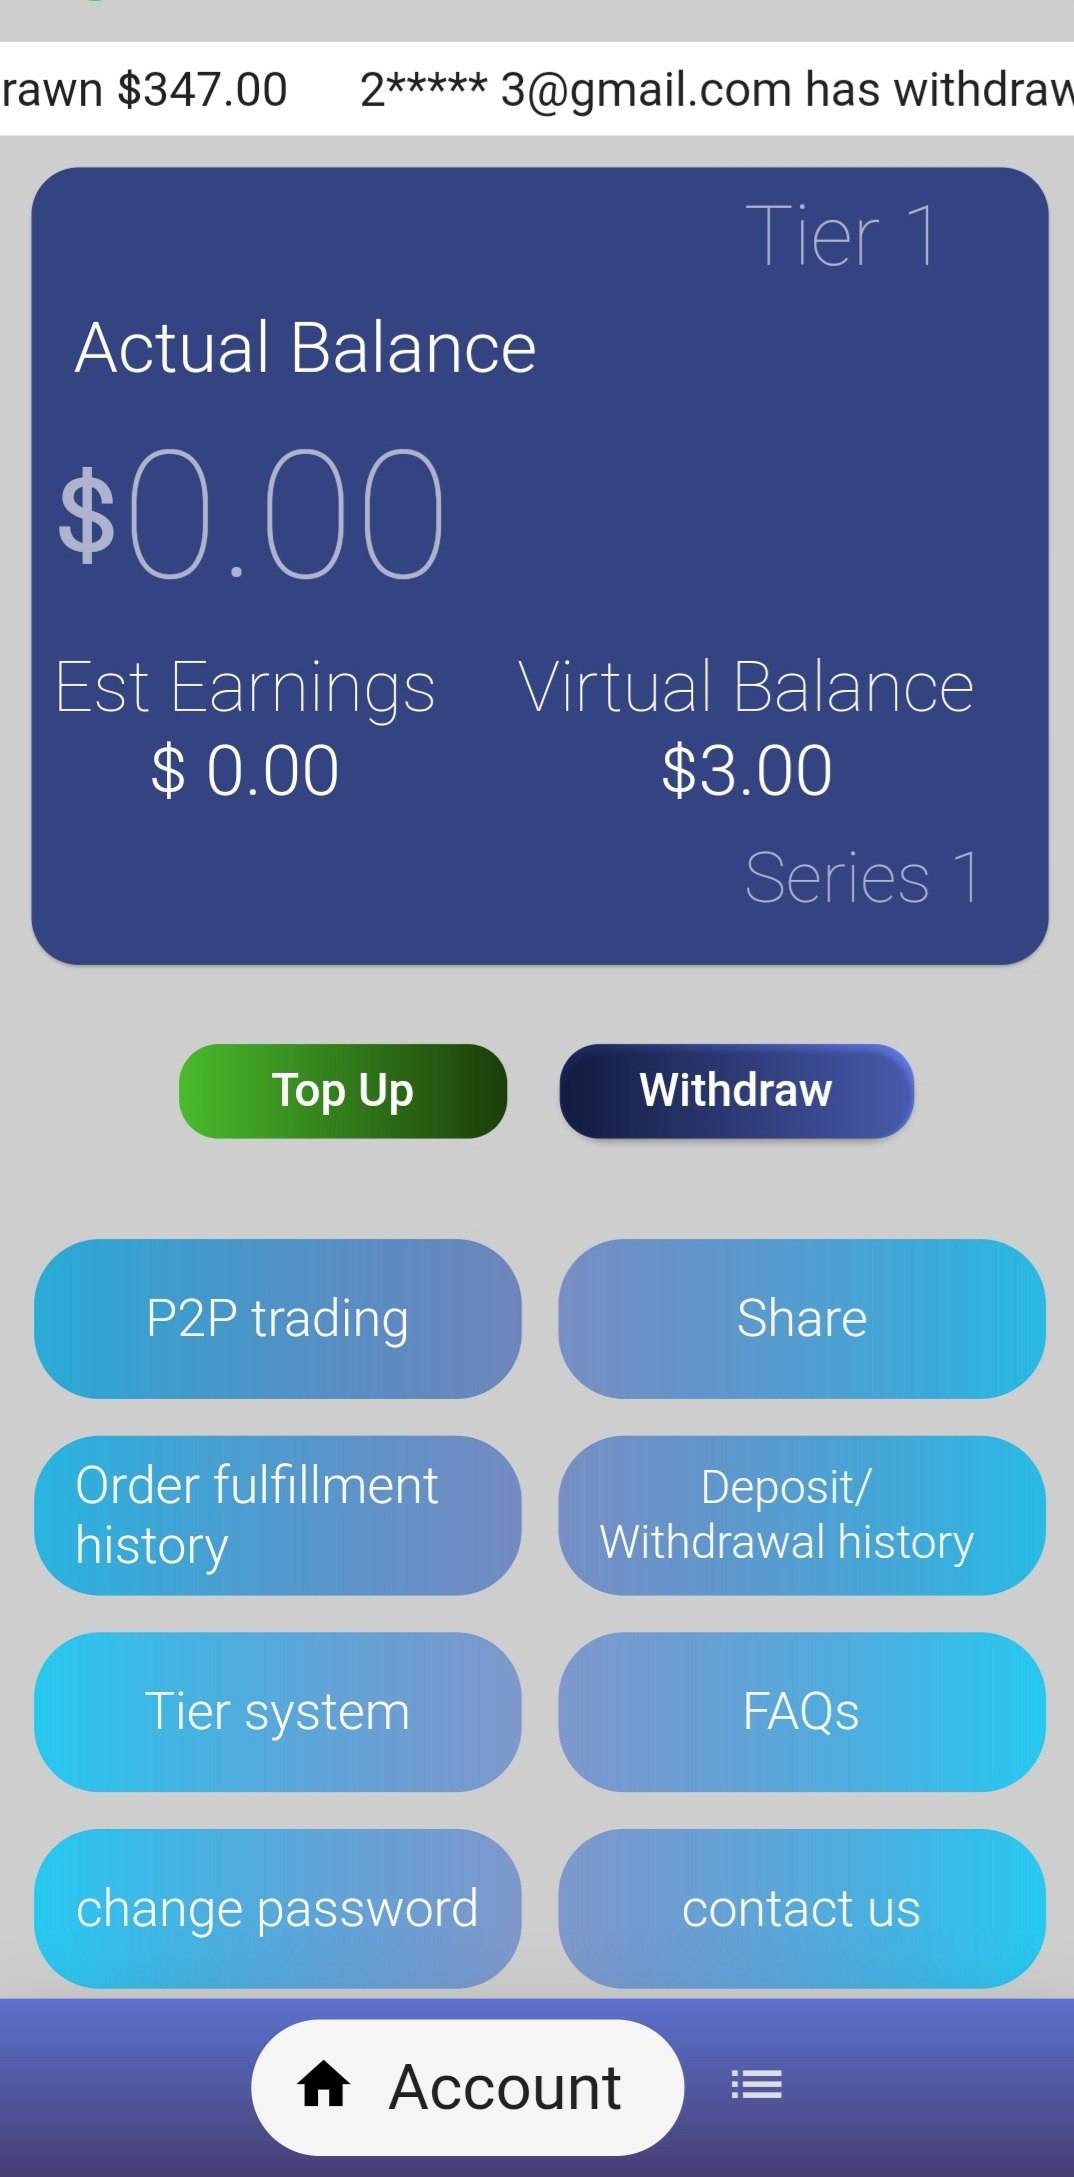 rawn $347.00 2***** 3@gmail.com has withdraw
Tier 1
Actual Balance
$0.00
Est Earnings Virtual Balance
$ 0.00 $3.00
Series 1
Top Up Withdraw
P2P trading Share
Order fulfillment
history
Deposit/
Withdrawal history
Tier system FAQs
change password contact us
Account